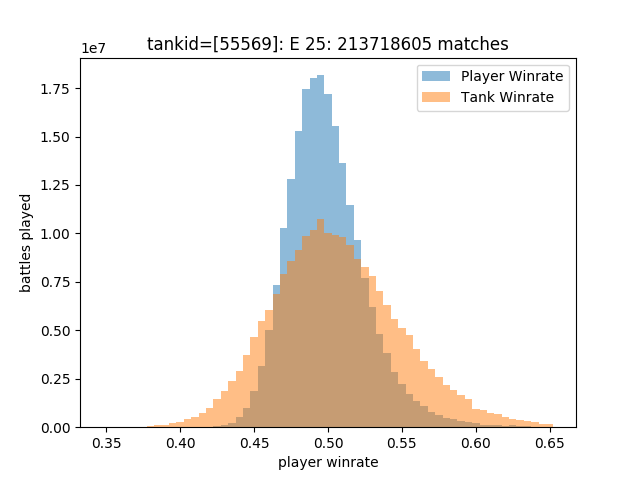 tankid=[55569]: E 25: 213718605 matches
1e7
Player Winrate
Tank Winrate
1.75
1.50
1.25
1.00
0.75
0.50
0.25
0.00
battles played
0.35 0.40 0.45 0.50 0.55 0.60 0.65
player winrate